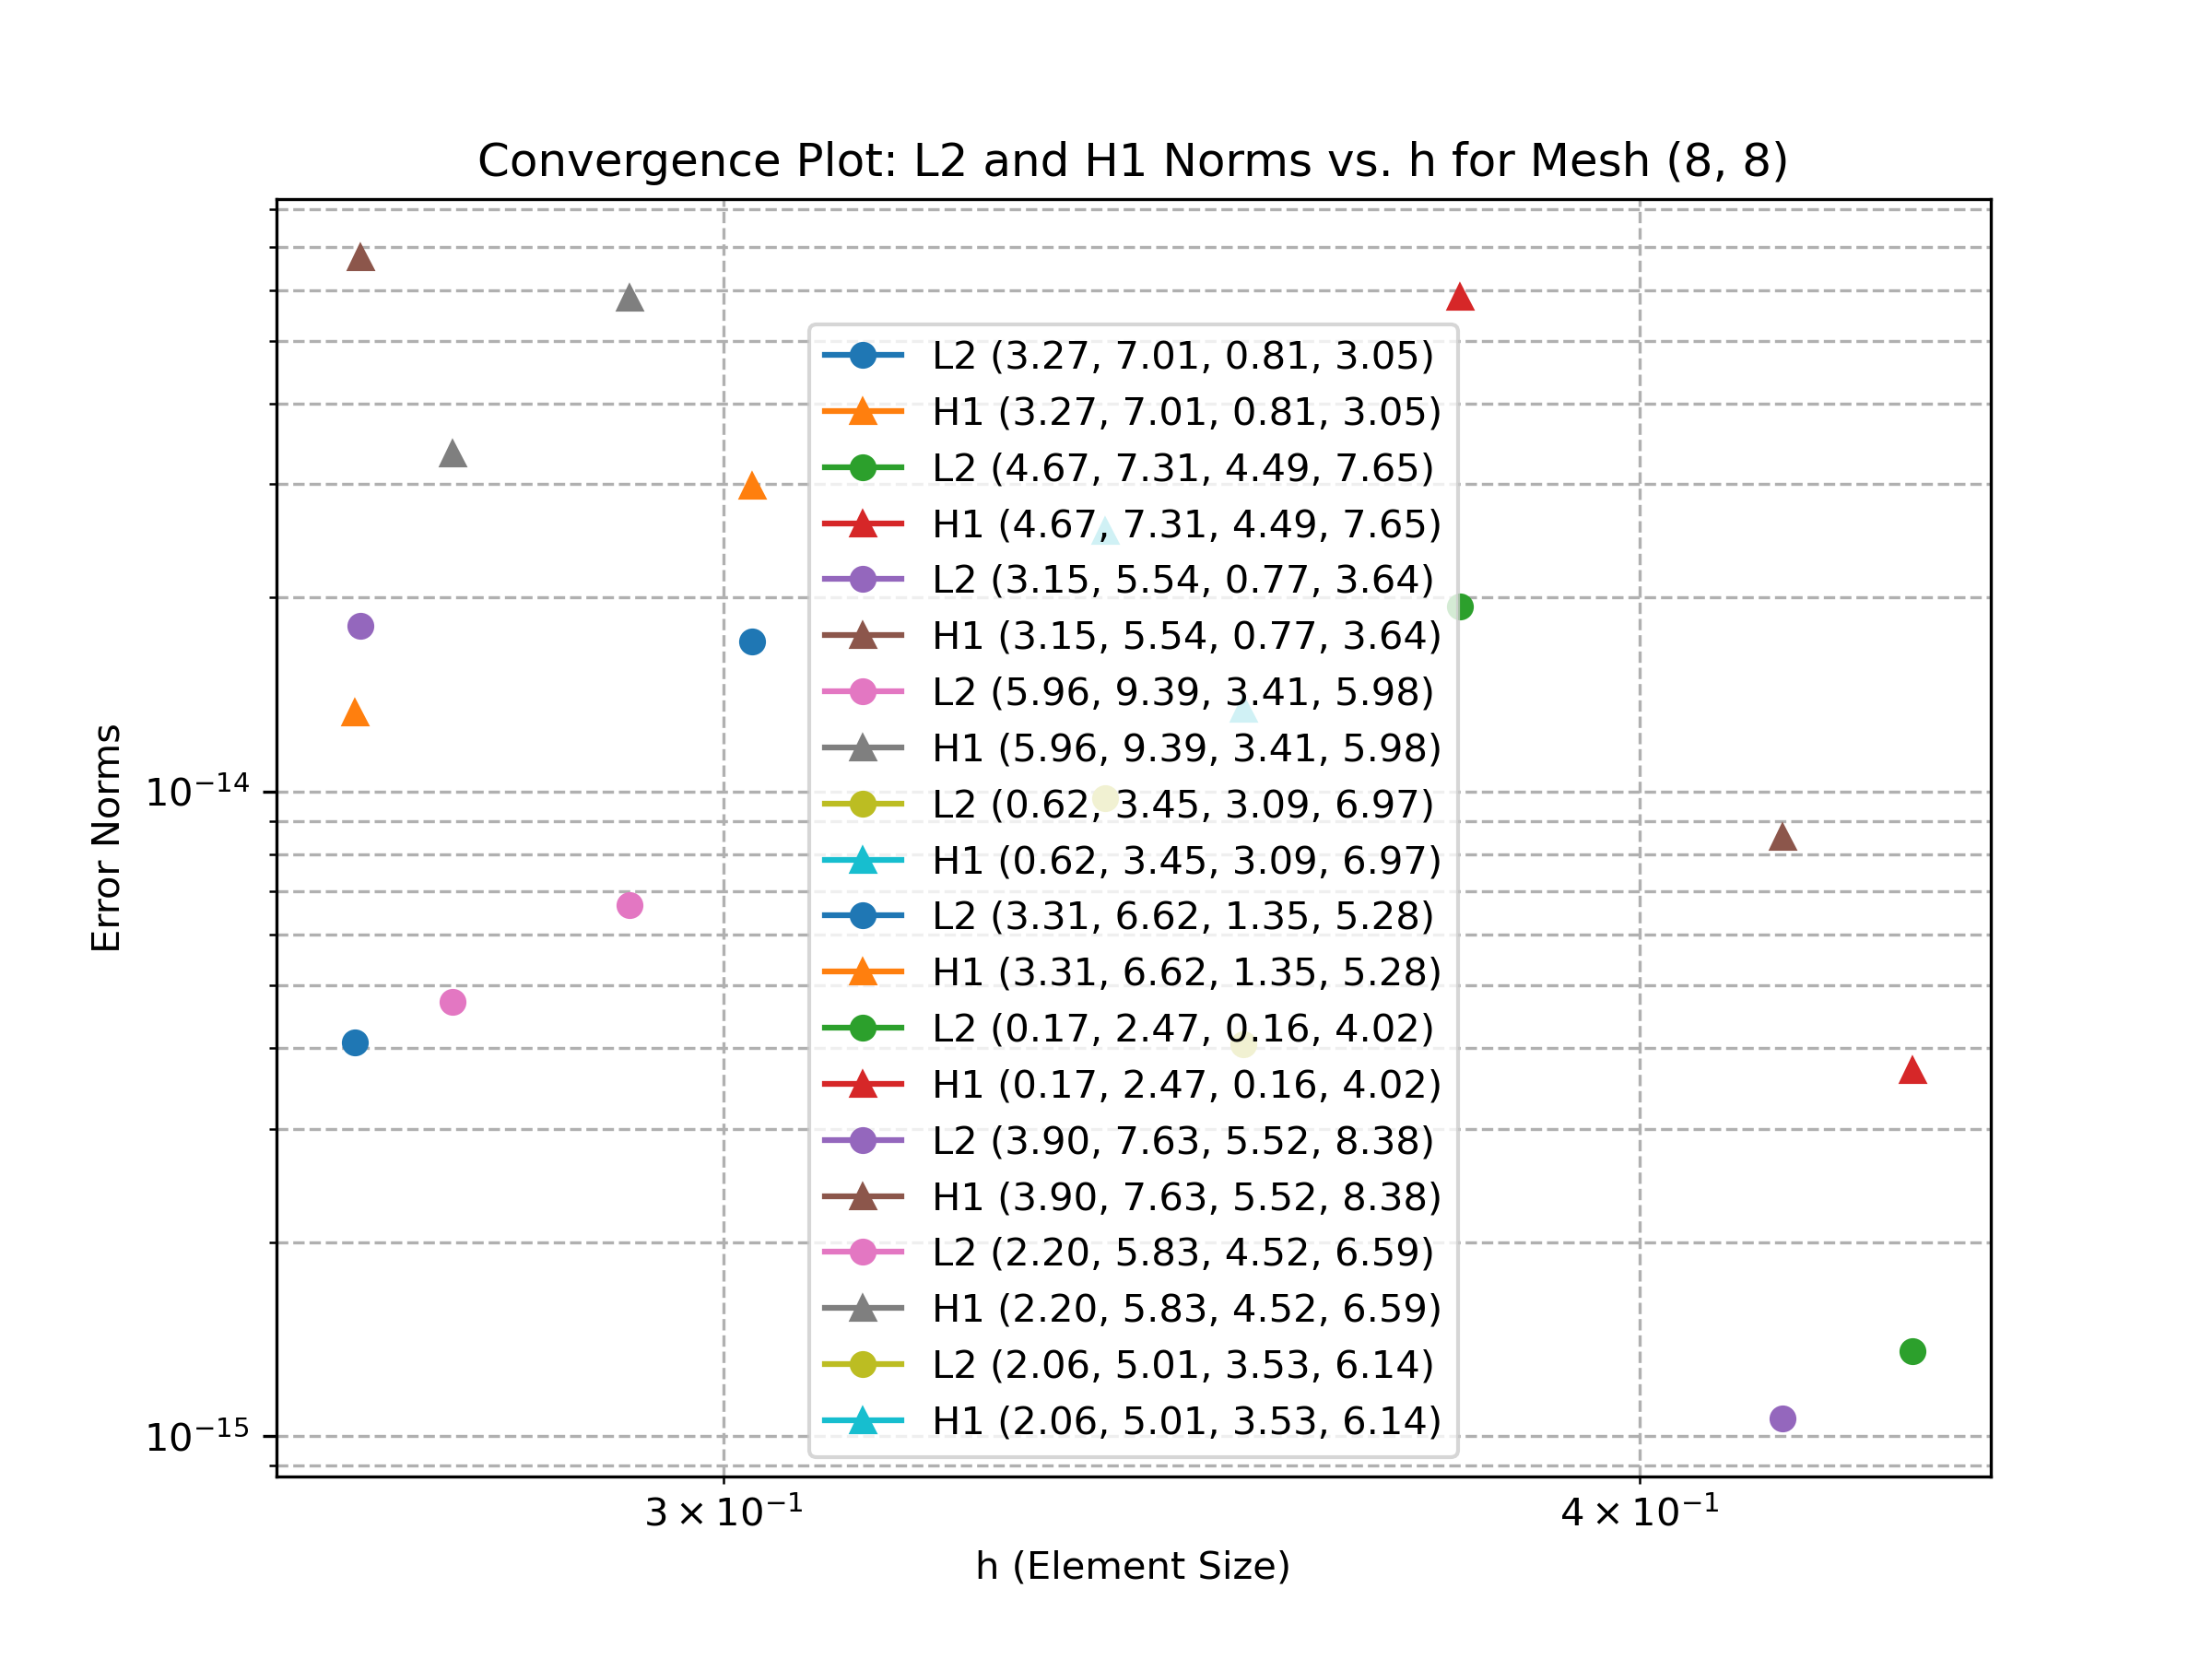 Convergence Plot: L2 and H1 Norms vs. h for Mesh (8, 8)
L2 (3.27, 7.01, 0.81, 3.05)
H1 (3.27, 7.01, 0.81, 3.05)
L2 (4.67, 7.31, 4.49, 7.65)
H1 (4.67, 7.31, 4.49, 7.65)
L2 (3.15, 5.54, 0.77, 3.64)
H1 (3.15, 5.54, 0.77, 3.64)
L2 (5.96, 9.39, 3.41, 5.98)
H1 (5.96, 9.39, 3.41, 5.98)
L2 (0.62, 3.45, 3.09, 6.97)
H1 (0.62, 3.45, 3.09, 6.97)
L2 (3.31, 6.62, 1.35, 5.28)
H1 (3.31, 6.62, 1.35, 5.28)
L2 (0.17, 2.47, 0.16, 4.02)
H1 (0.17, 2.47, 0.16, 4.02)
L2 (3.90, 7.63, 5.52, 8.38)
H1 (3.90, 7.63, 5.52, 8.38)
L2 (2.20, 5.83, 4.52, 6.59)
H1 (2.20, 5.83, 4.52, 6.59)
L2 (2.06, 5.01, 3.53, 6.14)
H1 (2.06, 5.01, 3.53, 6.14)
Error Norms
10⁻¹⁴
10⁻¹⁵
3 × 10⁻¹
4 × 10⁻¹
h (Element Size)